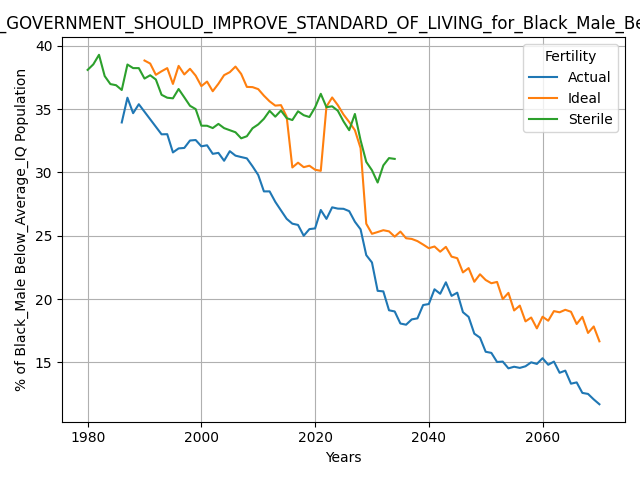 _GOVERNMENT_SHOULD_IMPROVE_STANDARD_OF_LIVING_for_Black_Male_Be
% of Black_Male Below_Average_IQ Population
40
35
30
25
20
15
1980
2000
2020
2040
2060
Years
Fertility
Actual
Ideal
Sterile